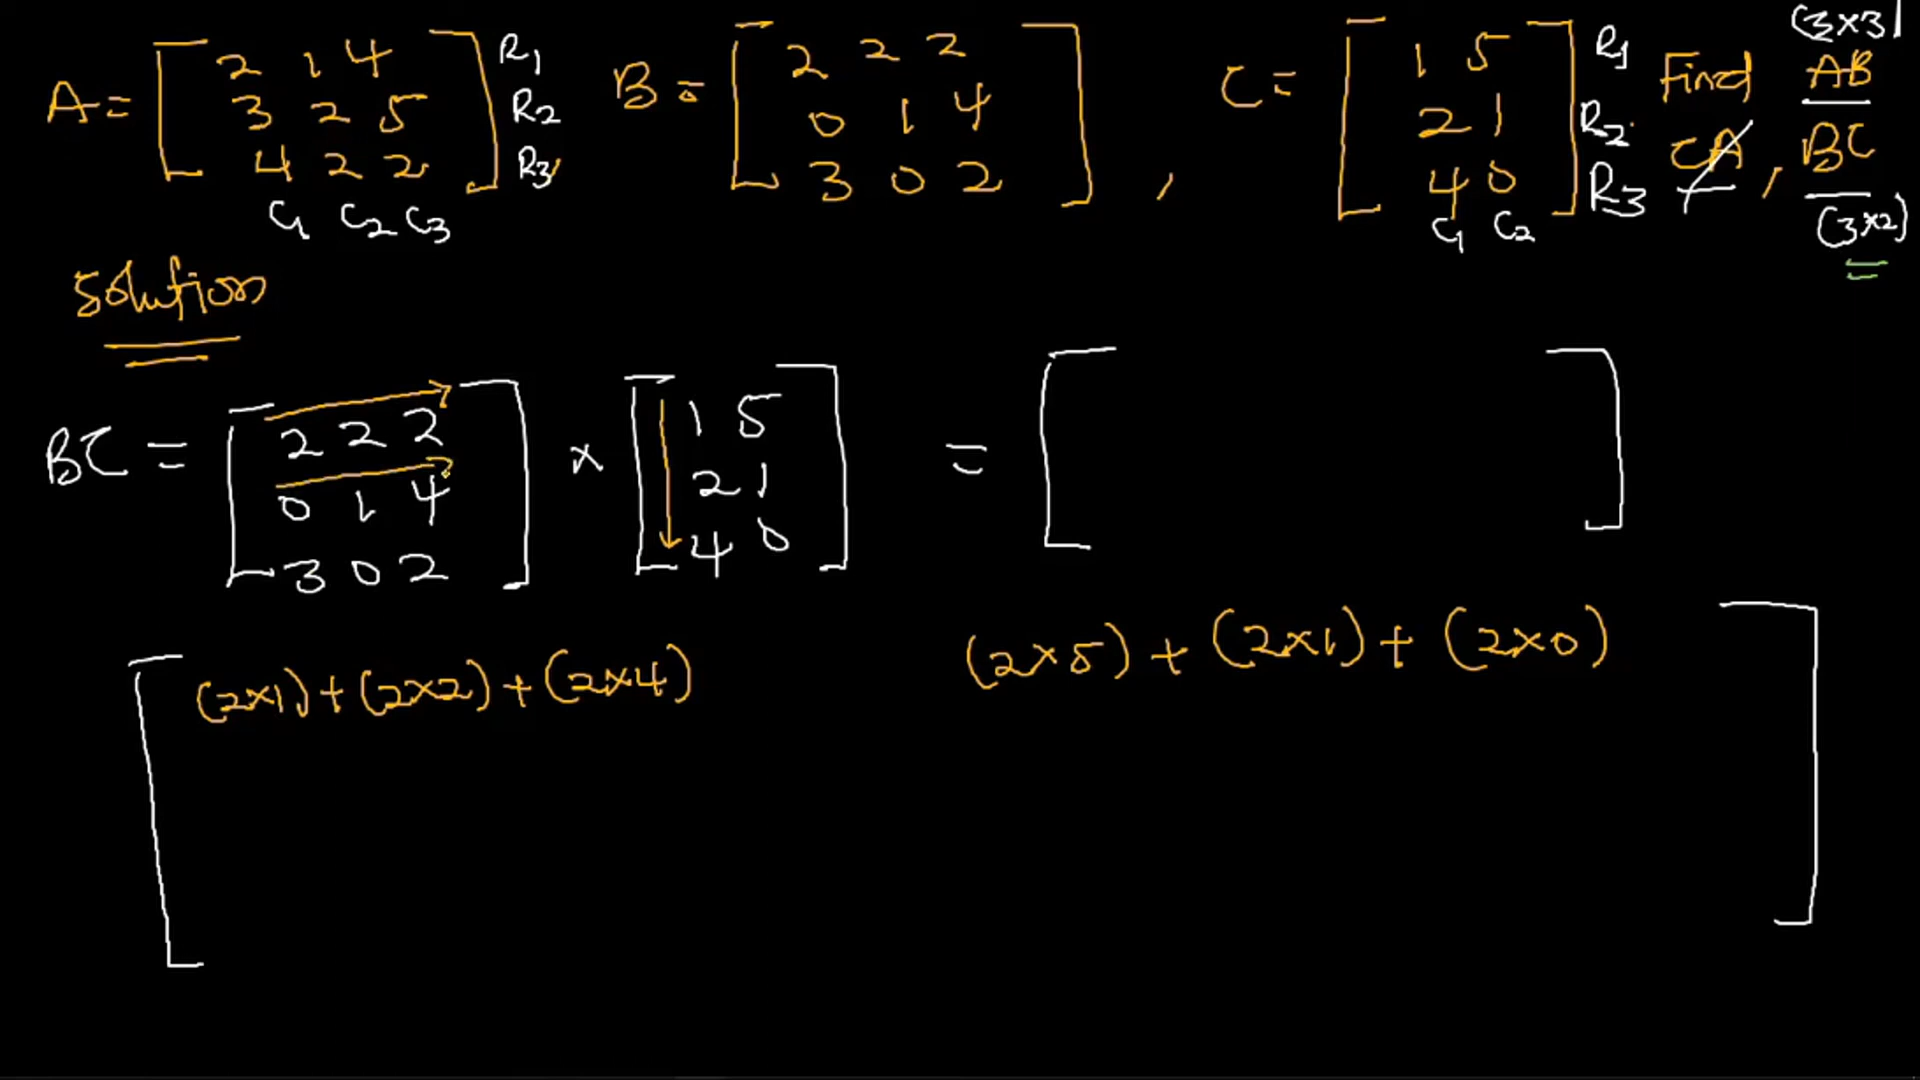 (3×3)
A = [ 2 1 4 R1 B = [ 2 2 2 C = [ 1 5 R1 Find AB
3 2 5 ] R2 0 1 4 ] 2 1 ] R2 CA , BC
4 2 2 R3 3 0 2 , 4 0 R3
C1 C2 C3 C1 C2 (3×2)
Solution
BC = [ 2 2 2 ] × [ 1 5 ] = [ ]
0 1 4 2 1
3 0 2 4 0
[ (2×1) + (2×2) + (2×4) (2×5) + (2×1) + (2×0) ]